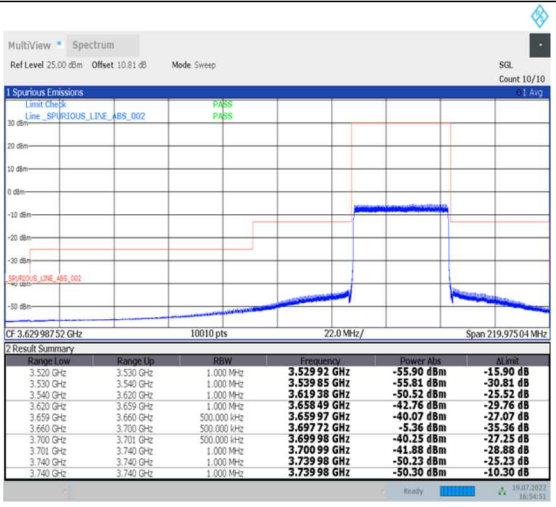 MultiView Spectrum
Ref Level 25.00 dBm Offset 10.81 dB Mode Sweep SGL
Count 10/10
1 Spurious Emissions 1 Avg
Limit Check PASS
Line _SPURIOUS_LINE_ABS_002 PASS
30 dBm
20 dBm
10 dBm
0 dBm
-10 dBm
-20 dBm
-30 dBm
_SPURIOUS_LINE_ABS_002
-40 dBm
-50 dBm
CF 3.629 987 52 GHz 10010 pts 22.0 MHz/ Span 219.975 04 MHz
2 Result Summary
Range Low Range Up RBW Frequency Power Abs ΔLimit
3.520 GHz 3.530 GHz 1.000 MHz 3.529 92 GHz -55.90 dBm -15.90 dB
3.530 GHz 3.540 GHz 1.000 MHz 3.539 85 GHz -55.81 dBm -30.81 dB
3.540 GHz 3.620 GHz 1.000 MHz 3.619 38 GHz -50.52 dBm -25.52 dB
3.620 GHz 3.659 GHz 1.000 MHz 3.658 49 GHz -42.76 dBm -29.76 dB
3.659 GHz 3.660 GHz 500.000 kHz 3.659 97 GHz -40.07 dBm -27.07 dB
3.660 GHz 3.700 GHz 500.000 kHz 3.697 72 GHz -5.36 dBm -35.36 dB
3.700 GHz 3.701 GHz 500.000 kHz 3.699 98 GHz -40.25 dBm -27.25 dB
3.701 GHz 3.740 GHz 1.000 MHz 3.700 99 GHz -41.88 dBm -28.88 dB
3.740 GHz 3.740 GHz 1.000 MHz 3.739 98 GHz -50.23 dBm -25.23 dB
3.740 GHz 3.740 GHz 1.000 MHz 3.739 98 GHz -50.30 dBm -10.30 dB
Ready 19.07.2022
16:54:51